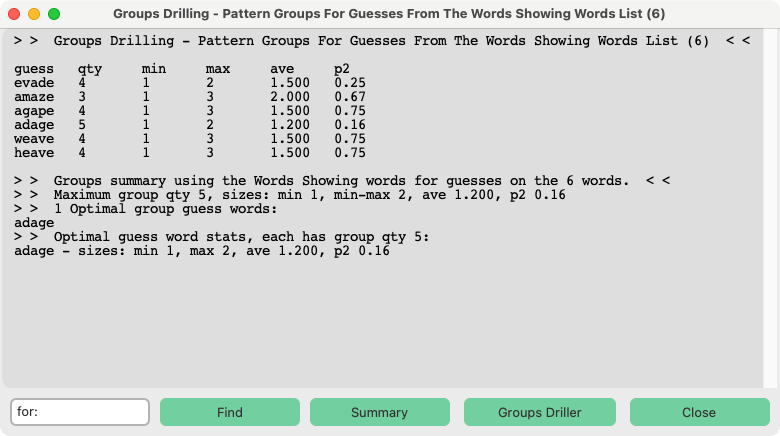 Groups Drilling - Pattern Groups For Guesses From The Words Showing Words List (6)
> >  Groups Drilling - Pattern Groups For Guesses From The Words Showing Words List (6)  < <
guess   qty     min     max     ave     p2
evade   4       1       2       1.500   0.25
amaze   3       1       3       2.000   0.67
agape   4       1       3       1.500   0.75
adage   5       1       2       1.200   0.16
weave   4       1       3       1.500   0.75
heave   4       1       3       1.500   0.75
> >  Groups summary using the Words Showing words for guesses on the 6 words.  < <
> >  Maximum group qty 5, sizes: min 1, min-max 2, ave 1.200, p2 0.16
> >  1 Optimal group guess words:
adage
> >  Optimal guess word stats, each has group qty 5:
adage - sizes: min 1, max 2, ave 1.200, p2 0.16
for:
Find
Summary
Groups Driller
Close